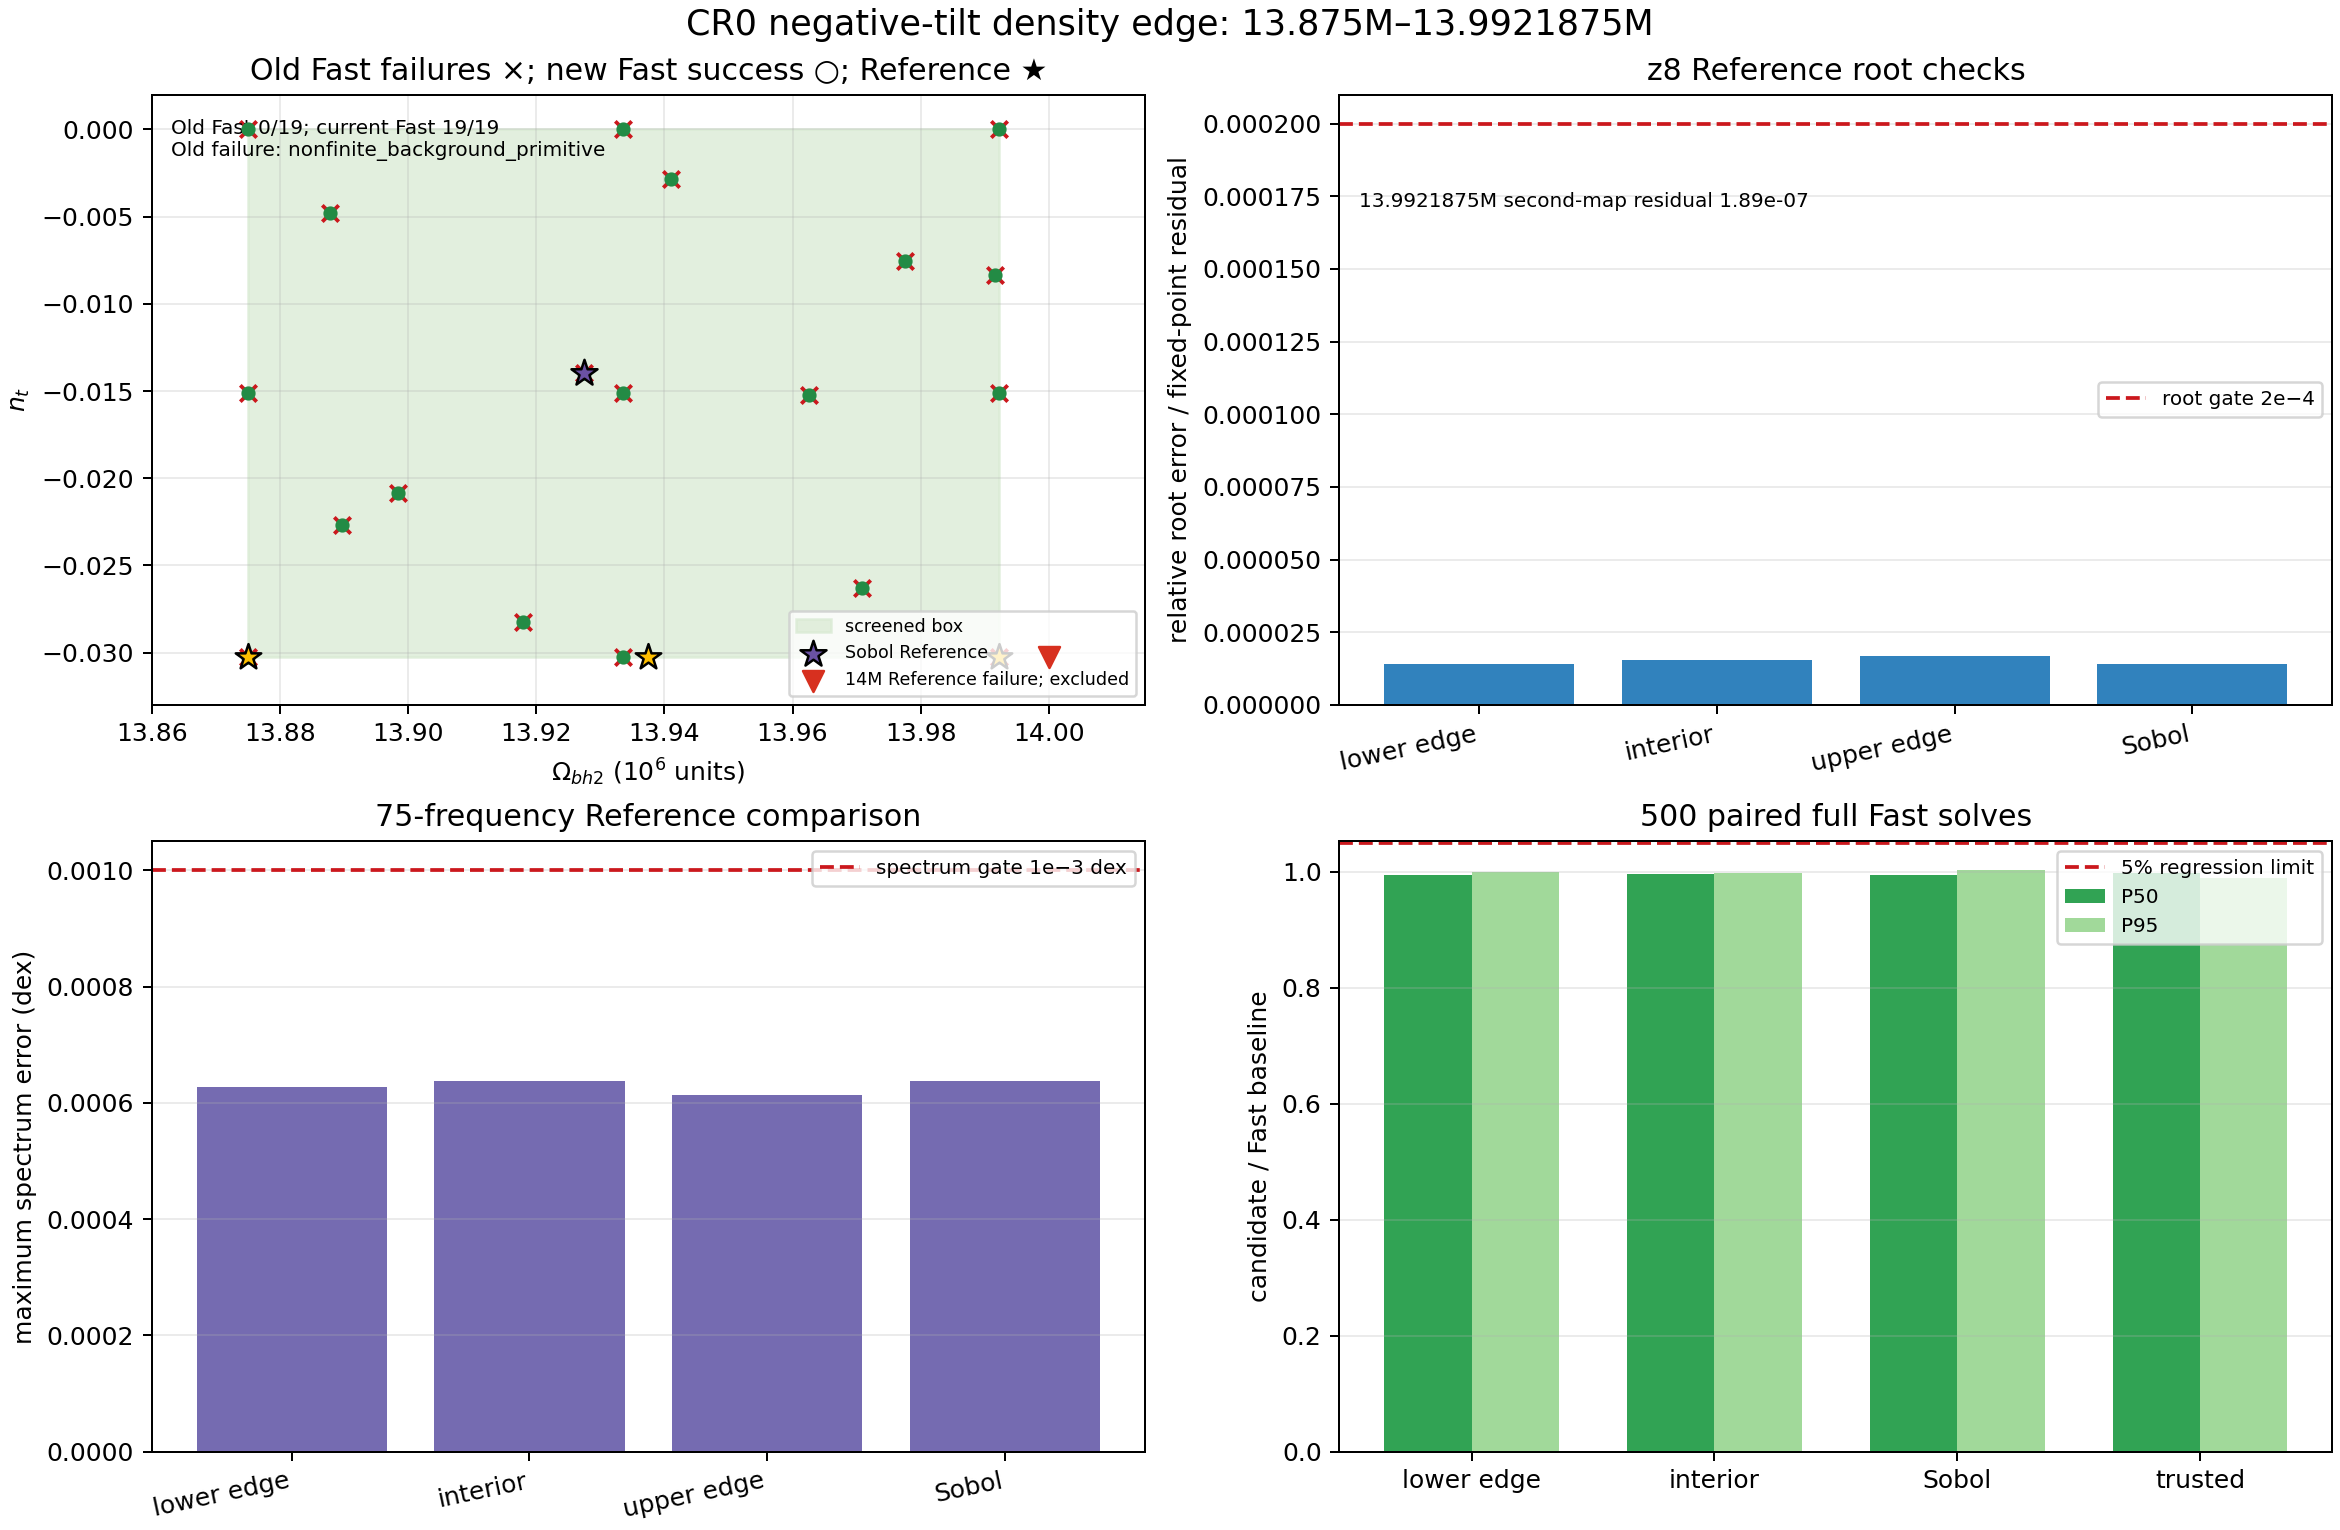 CR0 negative-tilt density edge: 13.875M–13.9921875M
Old Fast failures ×; new Fast success ○; Reference ★
Old Fast 0/19; current Fast 19/19
Old failure: nonfinite_background_primitive
0.000
−0.005
−0.010
−0.015
−0.020
−0.025
−0.030
n_t
screened box
Sobol Reference
14M Reference failure; excluded
13.86
13.88
13.90
13.92
13.94
13.96
13.98
14.00
Ω_bh2 (10^6 units)
z8 Reference root checks
0.000200
0.000175
0.000150
0.000125
0.000100
0.000075
0.000050
0.000025
0.000000
relative root error / fixed-point residual
13.9921875M second-map residual 1.89e-07
root gate 2e−4
lower edge
interior
upper edge
Sobol
75-frequency Reference comparison
0.0010
0.0008
0.0006
0.0004
0.0002
0.0000
maximum spectrum error (dex)
spectrum gate 1e−3 dex
lower edge
interior
upper edge
Sobol
500 paired full Fast solves
1.0
0.8
0.6
0.4
0.2
0.0
candidate / Fast baseline
5% regression limit
P50
P95
lower edge
interior
Sobol
trusted